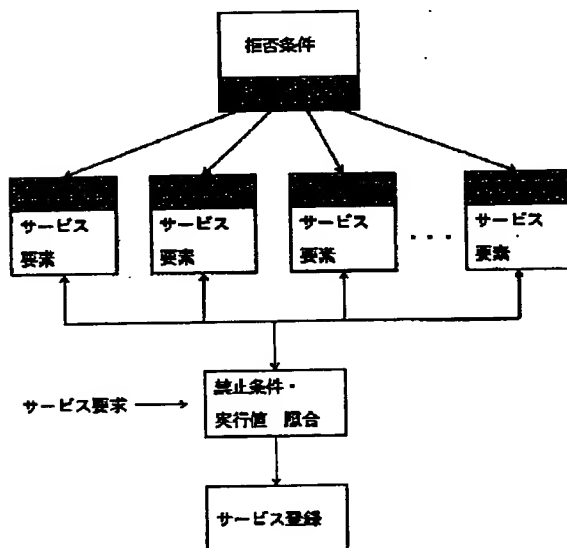 拒否条件
サービス
要素
サービス
要素
サービス
要素
・・・
サービス
要素
サービス要求
禁止条件・
実行値 照合
サービス登録